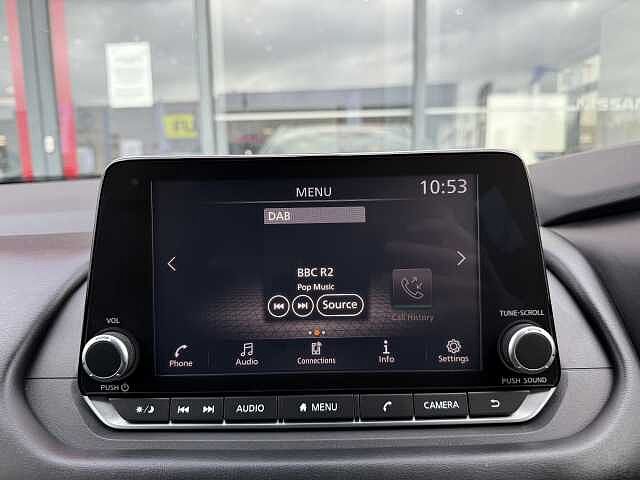 NISSAN
MENU
10:53
DAB
BBC R2
Pop Music
Source
Call History
Phone
Audio
Connections
Info
Settings
VOL
PUSH
TUNE·SCROLL
PUSH SOUND
AUDIO
MENU
CAMERA